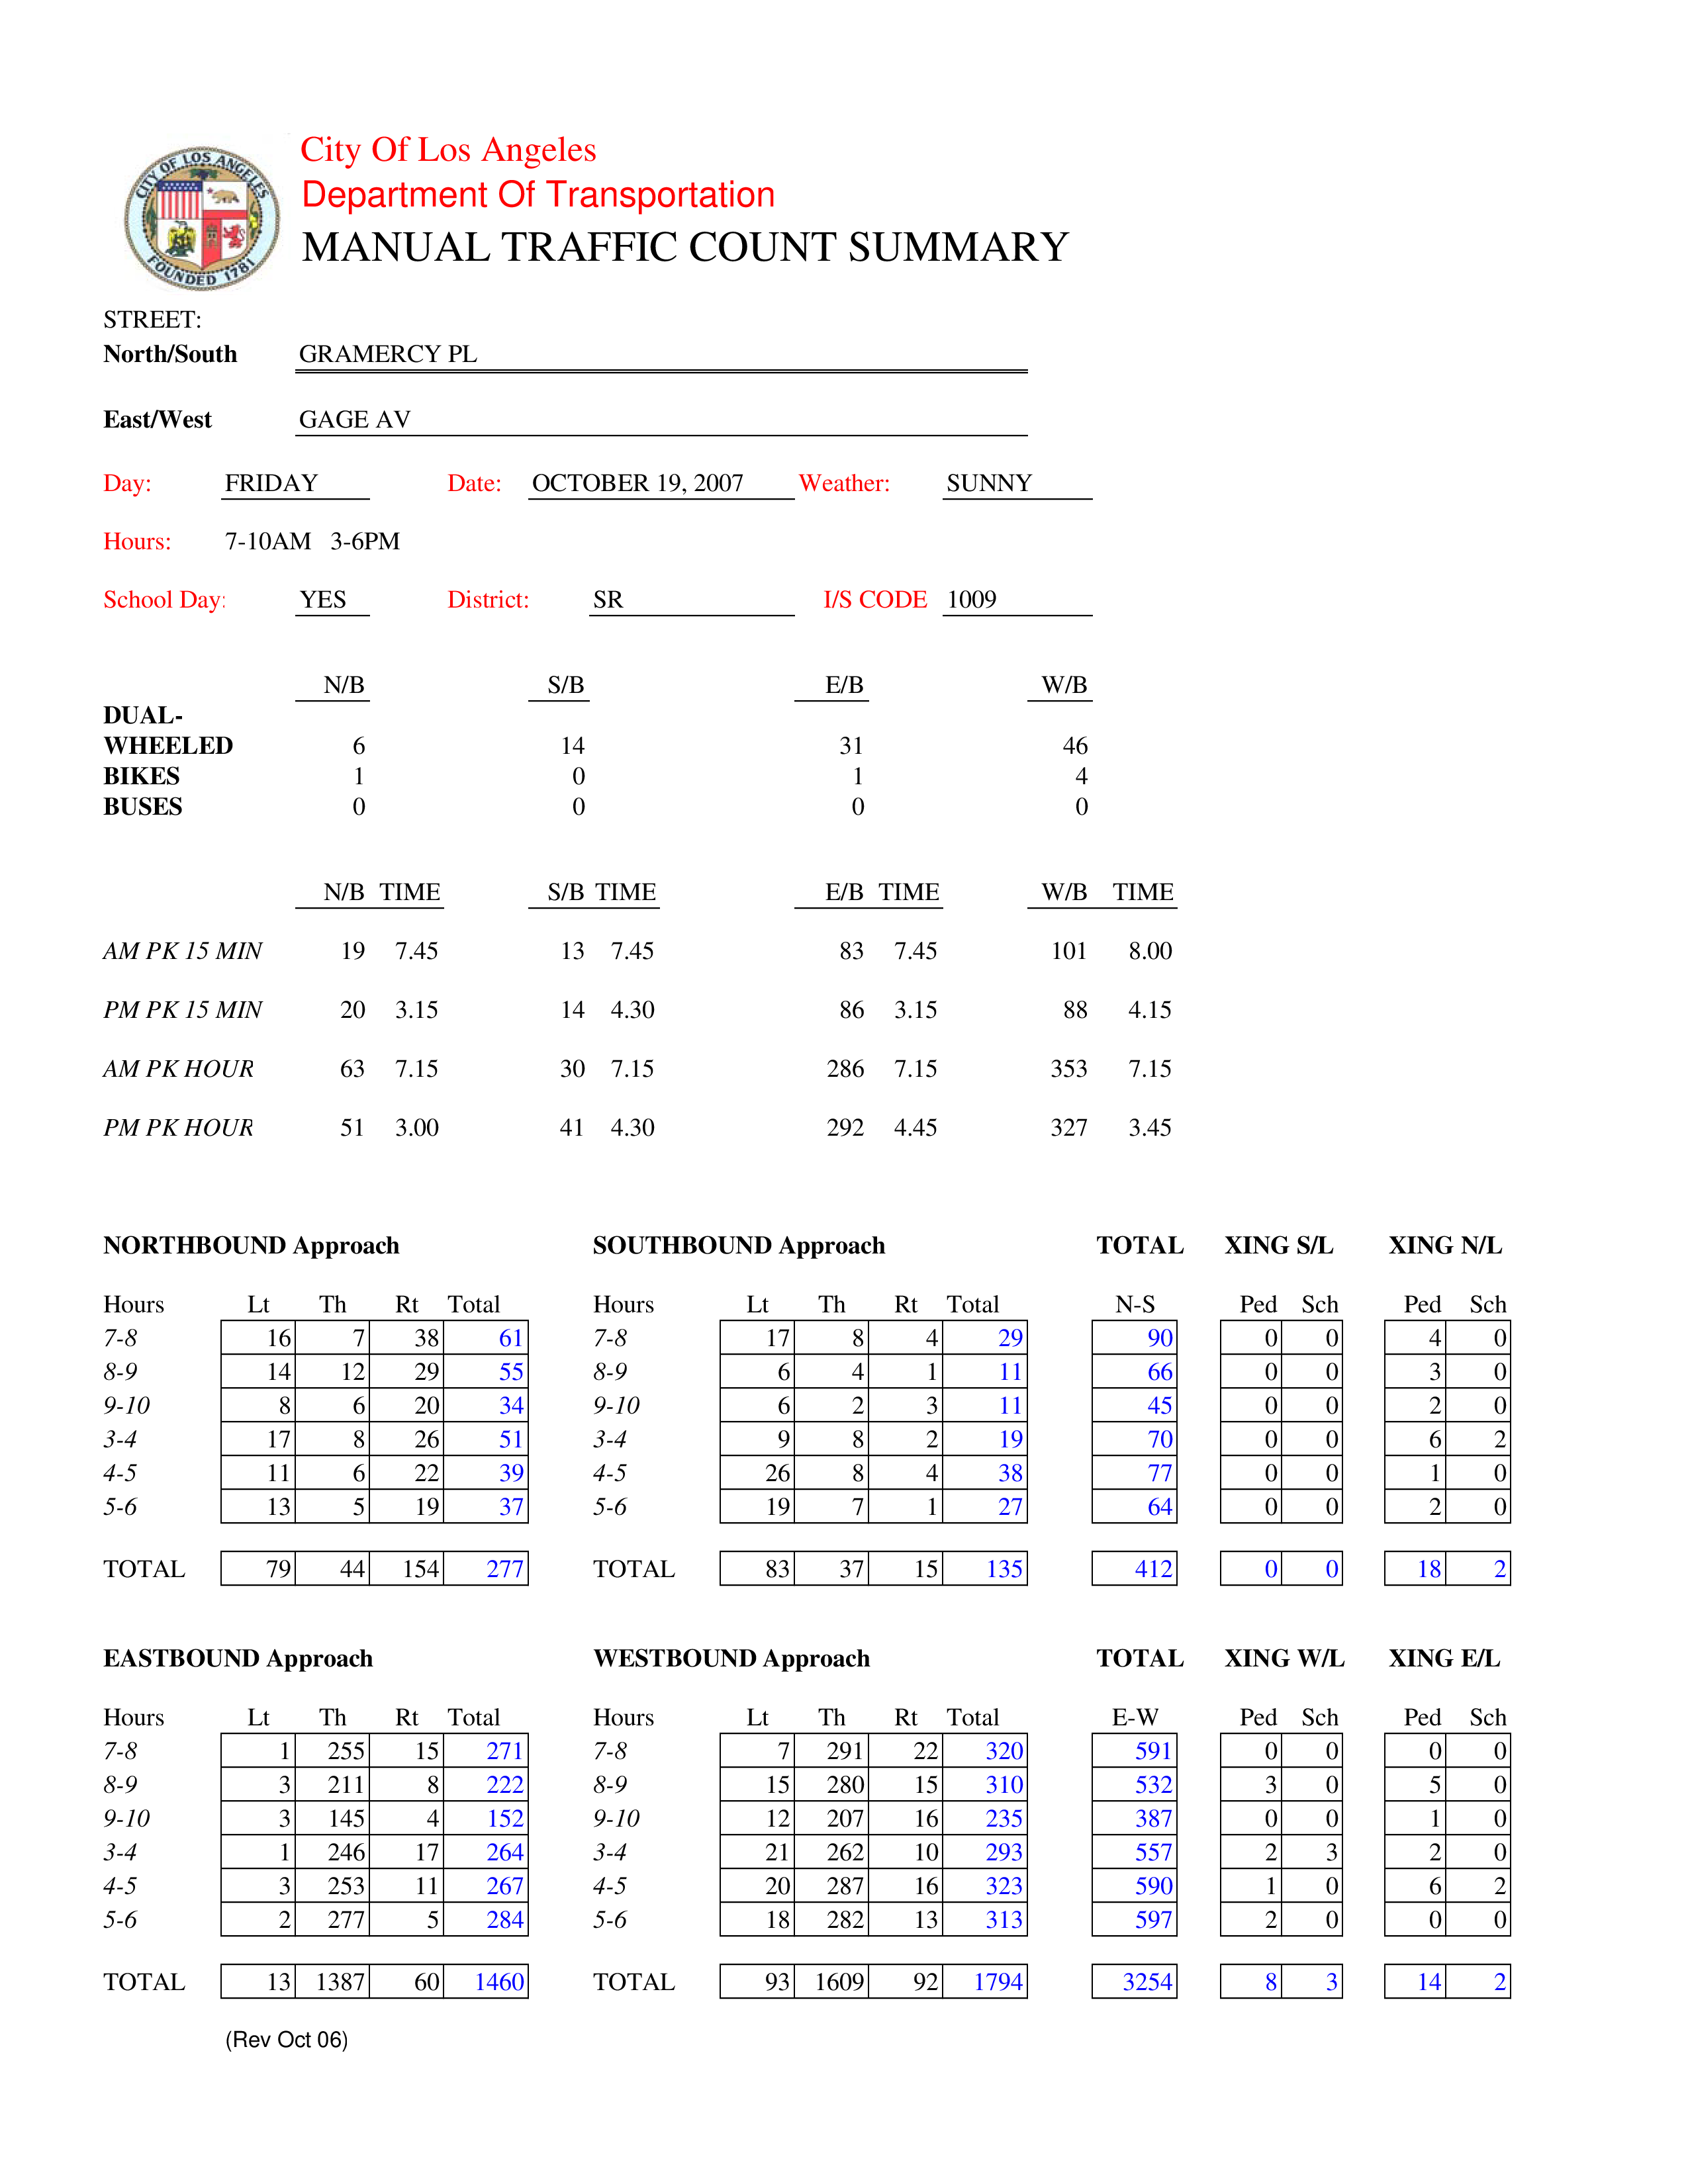 CITY OF LOS ANGELES
FOUNDED 1781
City Of Los Angeles
Department Of Transportation
MANUAL TRAFFIC COUNT SUMMARY
STREET:
North/South GRAMERCY PL
East/West GAGE AV
Day: FRIDAY Date: OCTOBER 19, 2007 Weather: SUNNY
Hours: 7-10AM 3-6PM
School Day: YES District: SR I/S CODE 1009
N/B S/B E/B W/B
DUAL-
WHEELED 6 14 31 46
BIKES 1 0 1 4
BUSES 0 0 0 0
N/B TIME S/B TIME E/B TIME W/B TIME
AM PK 15 MIN 19 7.45 13 7.45 83 7.45 101 8.00
PM PK 15 MIN 20 3.15 14 4.30 86 3.15 88 4.15
AM PK HOUR 63 7.15 30 7.15 286 7.15 353 7.15
PM PK HOUR 51 3.00 41 4.30 292 4.45 327 3.45
NORTHBOUND Approach SOUTHBOUND Approach TOTAL XING S/L XING N/L
Hours Lt Th Rt Total Hours Lt Th Rt Total N-S Ped Sch Ped Sch
7-8 16 7 38 61 7-8 17 8 4 29 90 0 0 4 0
8-9 14 12 29 55 8-9 6 4 1 11 66 0 0 3 0
9-10 8 6 20 34 9-10 6 2 3 11 45 0 0 2 0
3-4 17 8 26 51 3-4 9 8 2 19 70 0 0 6 2
4-5 11 6 22 39 4-5 26 8 4 38 77 0 0 1 0
5-6 13 5 19 37 5-6 19 7 1 27 64 0 0 2 0
TOTAL 79 44 154 277 TOTAL 83 37 15 135 412 0 0 18 2
EASTBOUND Approach WESTBOUND Approach TOTAL XING W/L XING E/L
Hours Lt Th Rt Total Hours Lt Th Rt Total E-W Ped Sch Ped Sch
7-8 1 255 15 271 7-8 7 291 22 320 591 0 0 0 0
8-9 3 211 8 222 8-9 15 280 15 310 532 3 0 5 0
9-10 3 145 4 152 9-10 12 207 16 235 387 0 0 1 0
3-4 1 246 17 264 3-4 21 262 10 293 557 2 3 2 0
4-5 3 253 11 267 4-5 20 287 16 323 590 1 0 6 2
5-6 2 277 5 284 5-6 18 282 13 313 597 2 0 0 0
TOTAL 13 1387 60 1460 TOTAL 93 1609 92 1794 3254 8 3 14 2
(Rev Oct 06)